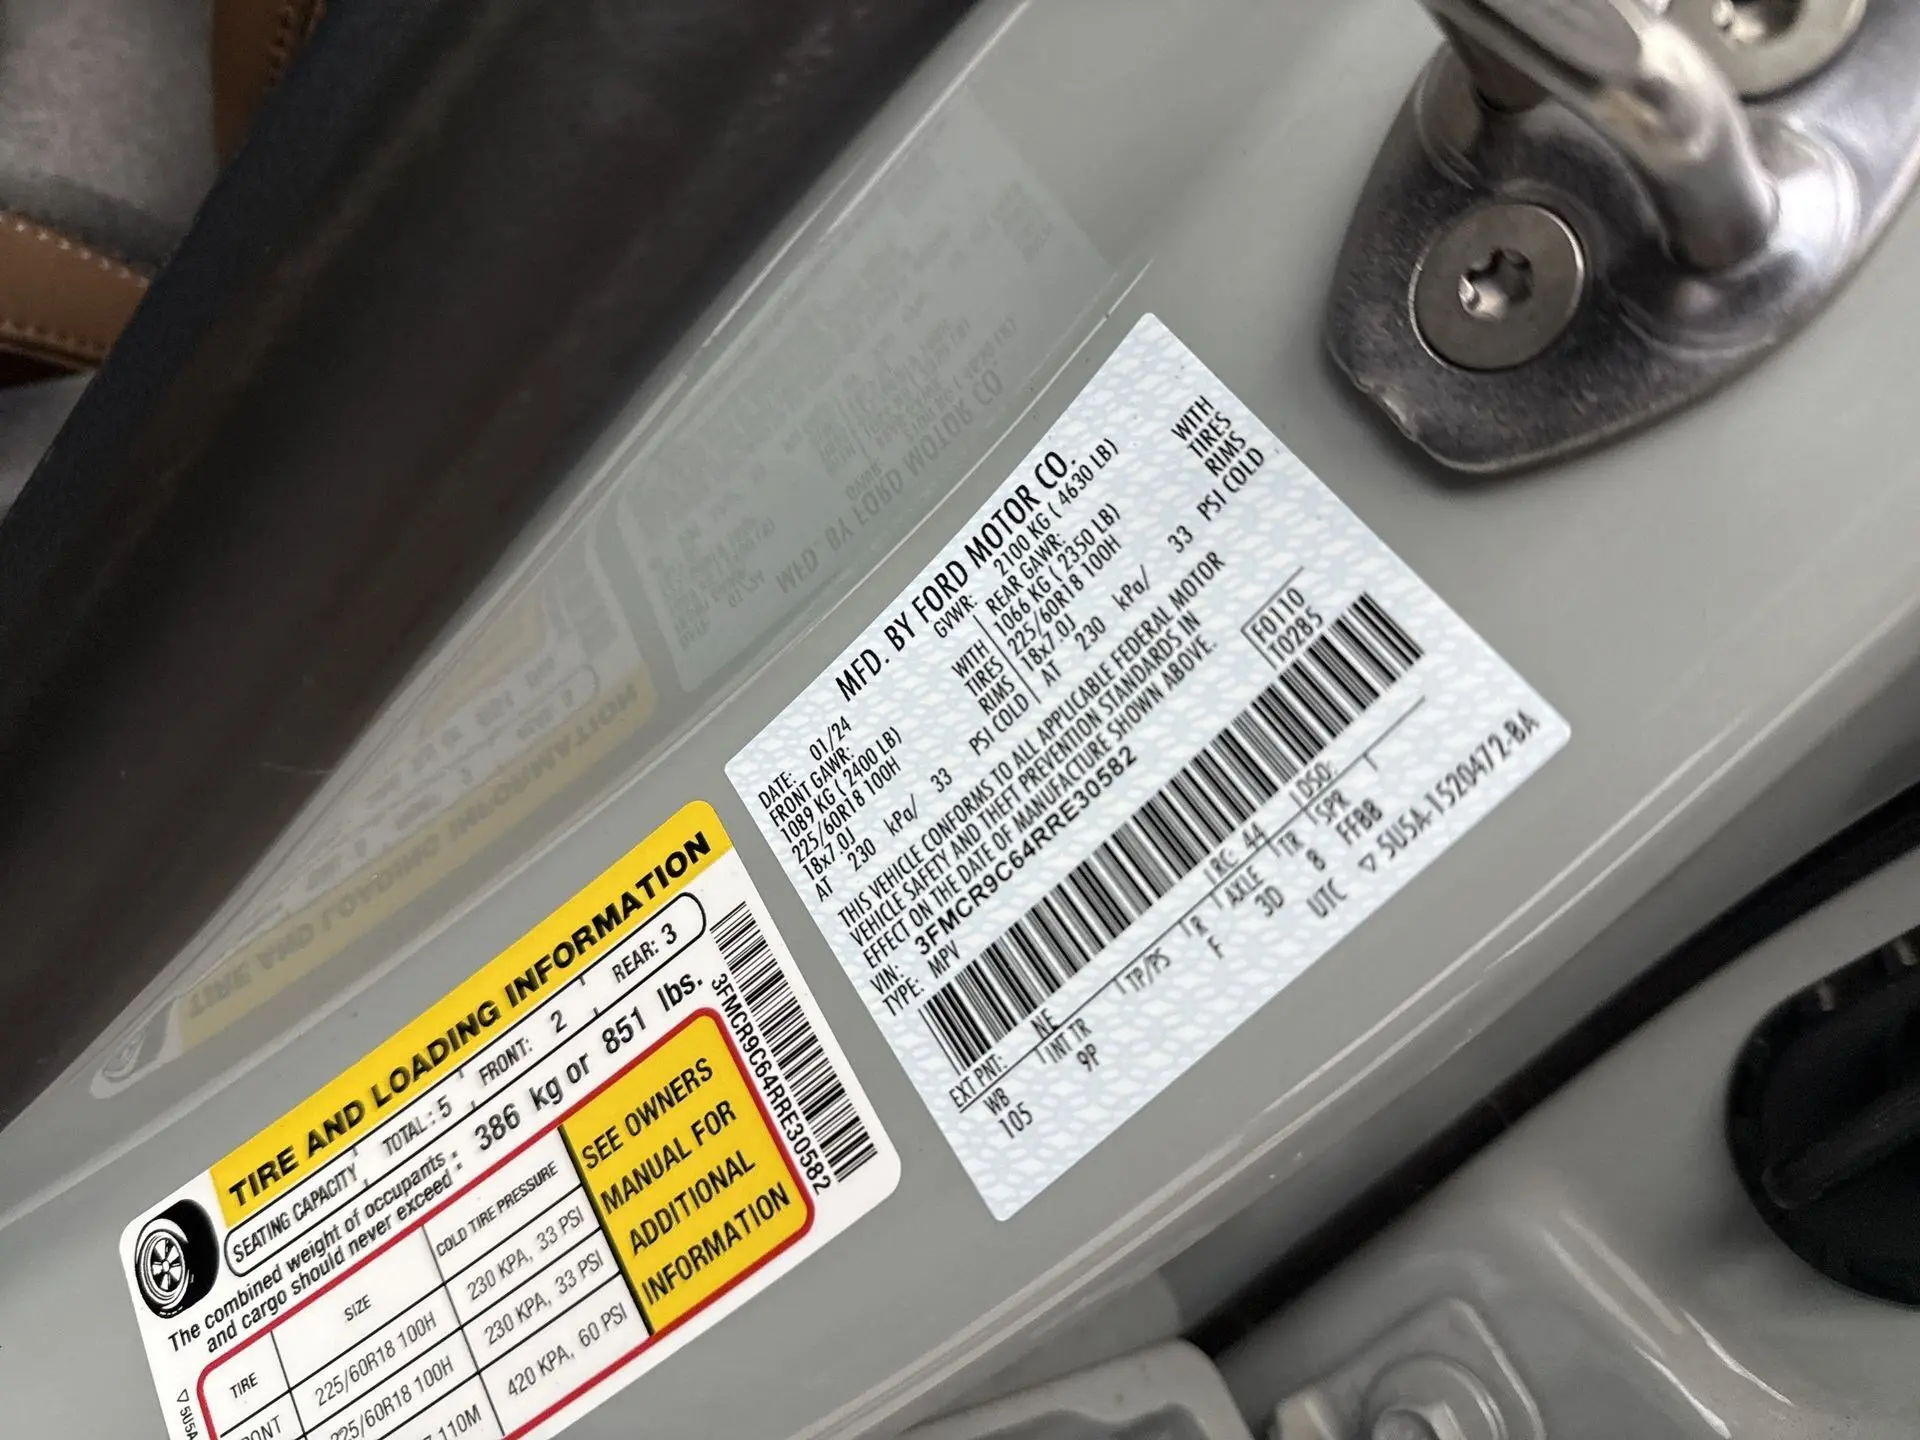 MFD. BY FORD MOTOR CO.
DATE: 01/24
GVWR: 2100 KG ( 4630 LB)
FRONT GAWR:
1089 KG ( 2400 LB)
225/60R18 100H
18x7.0J
AT 230 kPa/ 33
WITH
TIRES
RIMS
PSI COLD
REAR GAWR:
1066 KG ( 2350 LB)
225/60R18 100H
18x7.0J
AT 230 kPa/ 33
WITH
TIRES
RIMS
PSI COLD
THIS VEHICLE CONFORMS TO ALL APPLICABLE FEDERAL MOTOR
VEHICLE SAFETY AND THEFT PREVENTION STANDARDS IN
EFFECT ON THE DATE OF MANUFACTURE SHOWN ABOVE.
VIN: 3FMCR9C64RRE30582
TYPE: MPV
F0110
T0285
EXT PNT: NE RC: 44 DSO:
WB INT TR TP/PS R AXLE TR SPR
105 9P F 3D 8 FFBB
UTC ▽ 5U5A-1520472-BA
TIRE AND LOADING INFORMATION
SEATING CAPACITY TOTAL: 5 FRONT: 2 REAR: 3
The combined weight of occupants
and cargo should never exceed : 386 kg or 851 lbs.
TIRE SIZE COLD TIRE PRESSURE
225/60R18 100H 230 KPA, 33 PSI
225/60R18 100H 230 KPA, 33 PSI
110M 420 KPA, 60 PSI
SEE OWNERS
MANUAL FOR
ADDITIONAL
INFORMATION
3FMCR9C64RRE30582
▽ 5U5A